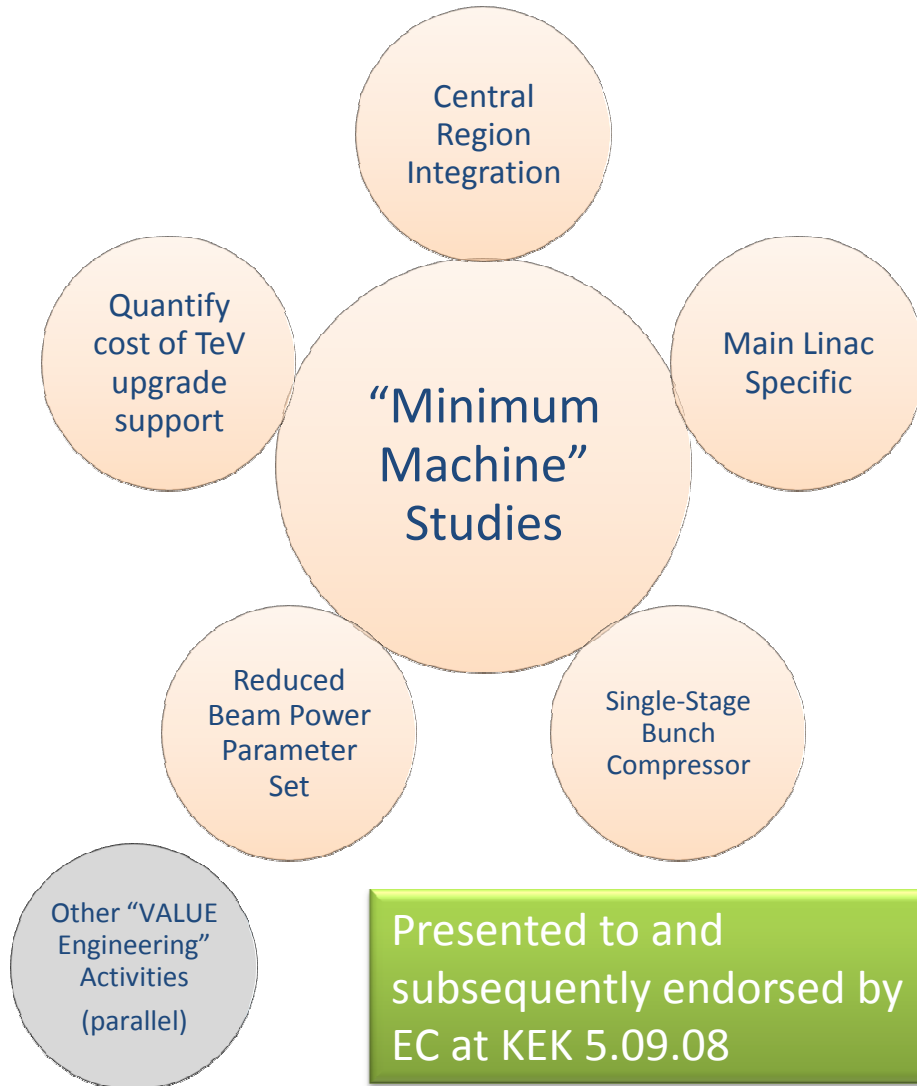 Central
Region
Integration
Quantify
cost of TeV
upgrade
support
Main Linac
Specific
“Minimum
Machine”
Studies
Reduced
Beam Power
Parameter
Set
Single-Stage
Bunch
Compressor
Other “VALUE
Engineering”
Activities
(parallel)
Presented to and
subsequently endorsed by
EC at KEK 5.09.08